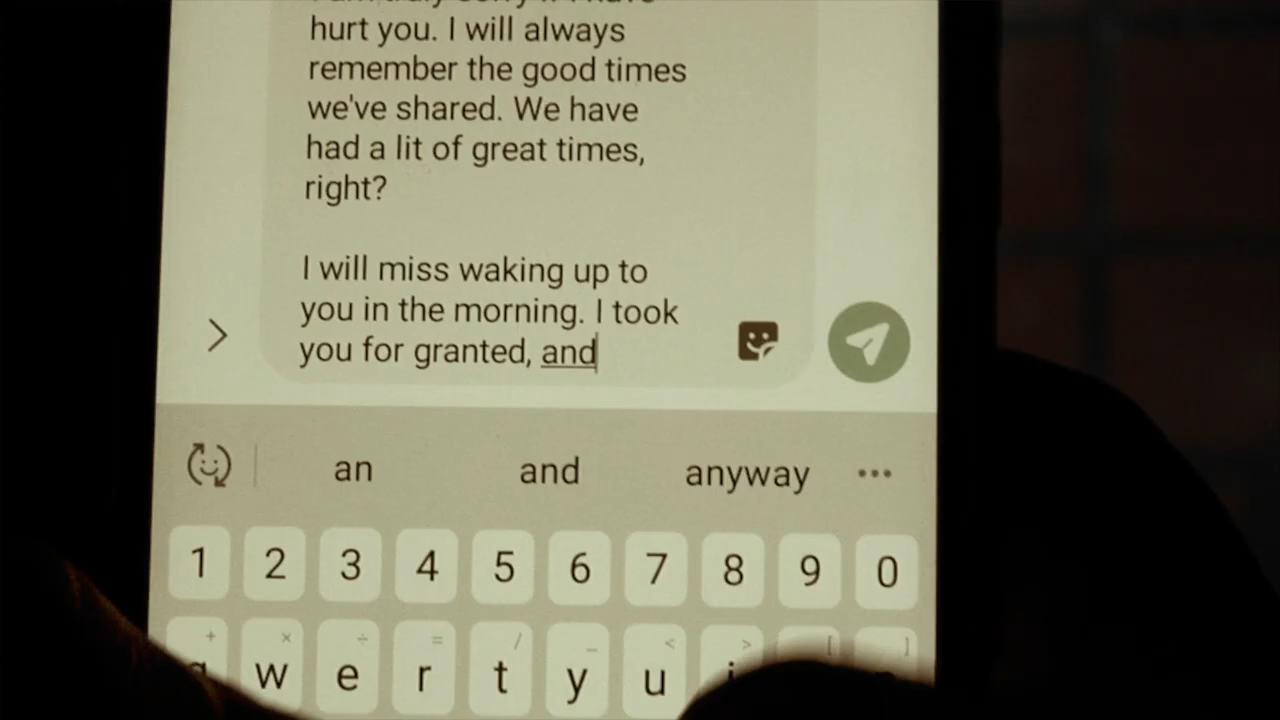 hurt you. I will always
remember the good times
we've shared. We have
had a lit of great times,
right?
I will miss waking up to
you in the morning. I took
you for granted, and
an and anyway
1 2 3 4 5 6 7 8 9 0
+ × ÷ = / _ < > [ ]
w e r t y u